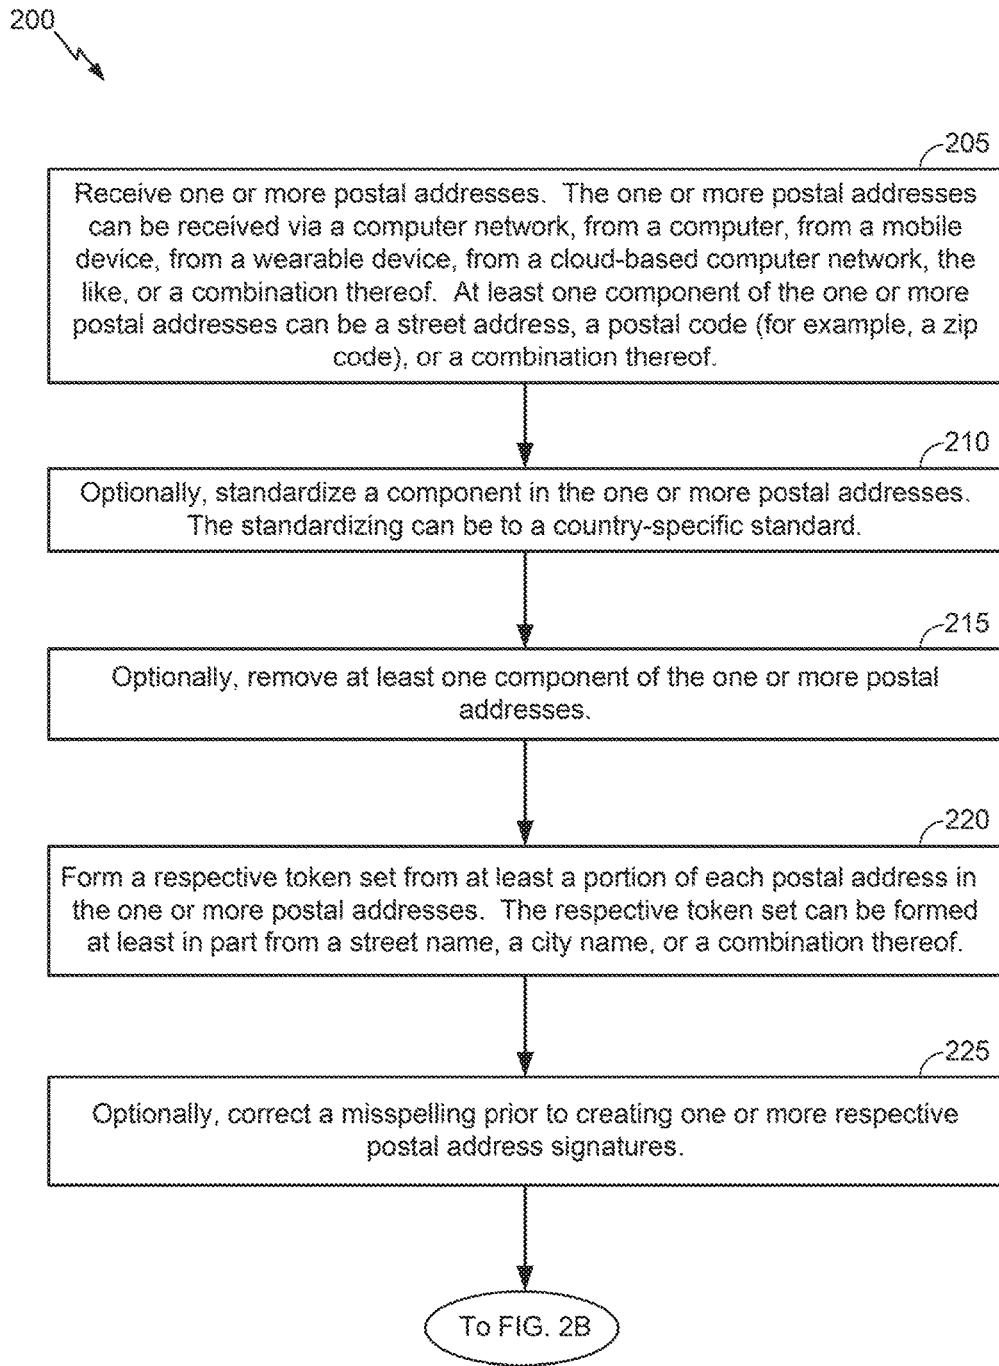 200
205
Receive one or more postal addresses. The one or more postal addresses
can be received via a computer network, from a computer, from a mobile
device, from a wearable device, from a cloud-based computer network, the
like, or a combination thereof. At least one component of the one or more
postal addresses can be a street address, a postal code (for example, a zip
code), or a combination thereof.
210
Optionally, standardize a component in the one or more postal addresses.
The standardizing can be to a country-specific standard.
215
Optionally, remove at least one component of the one or more postal
addresses.
220
Form a respective token set from at least a portion of each postal address in
the one or more postal addresses. The respective token set can be formed
at least in part from a street name, a city name, or a combination thereof.
225
Optionally, correct a misspelling prior to creating one or more respective
postal address signatures.
To FIG. 2B